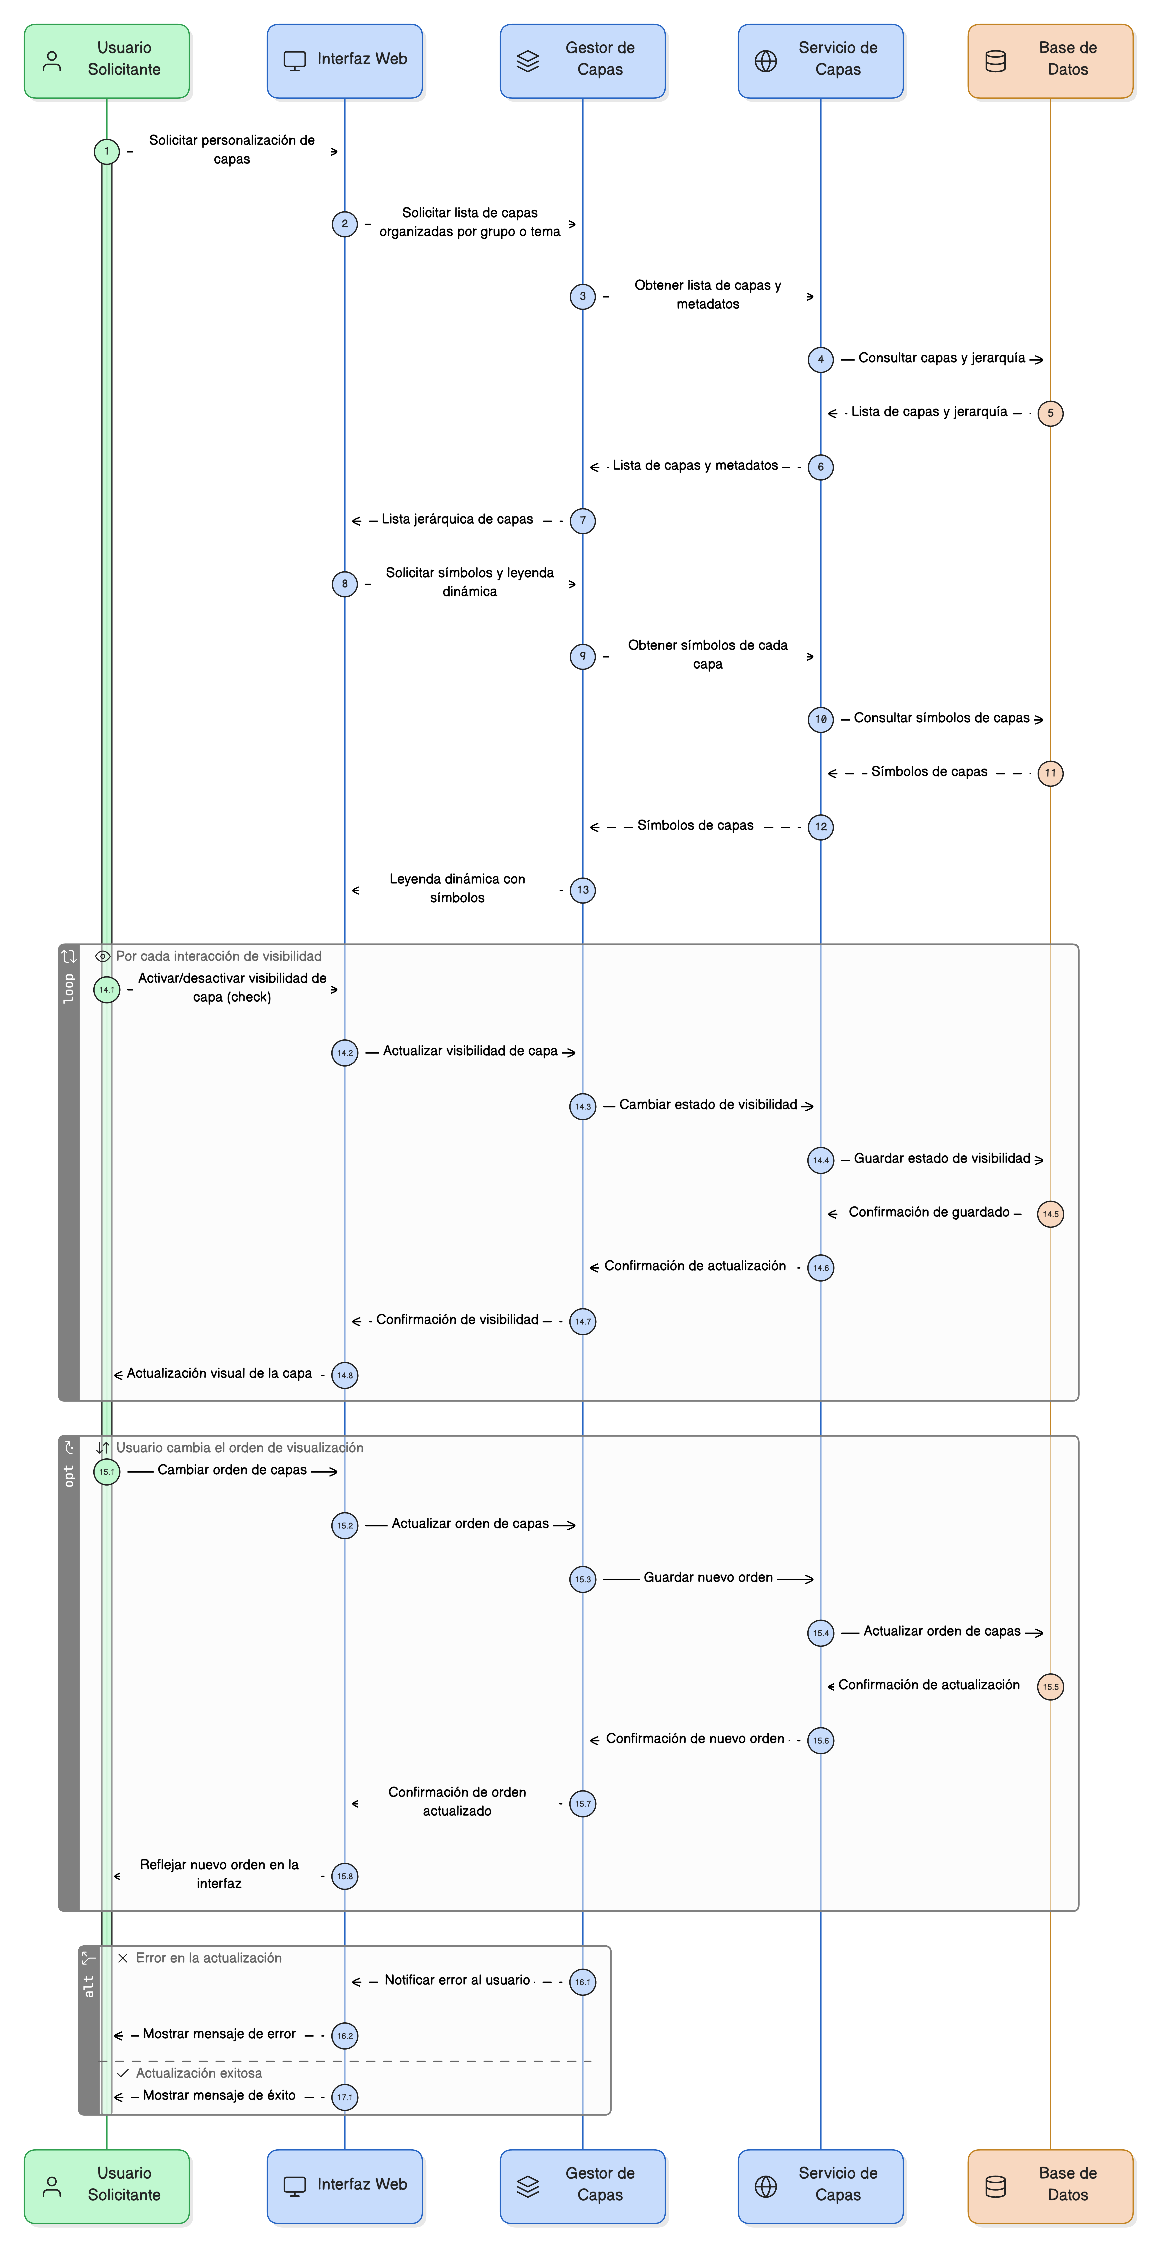 Usuario
Solicitante
Interfaz Web
Gestor de
Capas
Servicio de
Capas
Base de
Datos
1
Solicitar personalización de
capas
2
Solicitar lista de capas
organizadas por grupo o tema
3
Obtener lista de capas y
metadatos
4
Consultar capas y jerarquía
Lista de capas y jerarquía
5
Lista de capas y metadatos
6
Lista jerárquica de capas
7
8
Solicitar símbolos y leyenda
dinámica
9
Obtener símbolos de cada
capa
10
Consultar símbolos de capas
Símbolos de capas
11
Símbolos de capas
12
Leyenda dinámica con
símbolos
13
loop
Por cada interacción de visibilidad
14.1
Activar/desactivar visibilidad de
capa (check)
14.2
Actualizar visibilidad de capa
14.3
Cambiar estado de visibilidad
14.4
Guardar estado de visibilidad
Confirmación de guardado
14.5
Confirmación de actualización
14.6
Confirmación de visibilidad
14.7
Actualización visual de la capa
14.8
opt
Usuario cambia el orden de visualización
15.1
Cambiar orden de capas
15.2
Actualizar orden de capas
15.3
Guardar nuevo orden
15.4
Actualizar orden de capas
Confirmación de actualización
15.5
Confirmación de nuevo orden
15.6
Confirmación de orden
actualizado
15.7
Reflejar nuevo orden en la
interfaz
15.8
alt
Error en la actualización
Notificar error al usuario
16.1
Mostrar mensaje de error
16.2
Actualización exitosa
Mostrar mensaje de éxito
17.1
Usuario
Solicitante
Interfaz Web
Gestor de
Capas
Servicio de
Capas
Base de
Datos